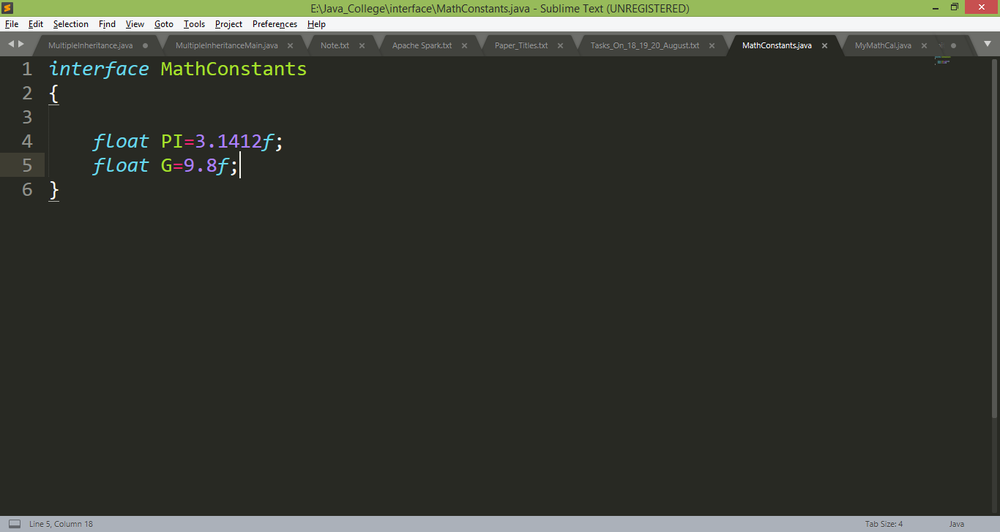 E:\Java_College\interface\MathConstants.java - Sublime Text (UNREGISTERED)
File Edit Selection Find View Goto Tools Project Preferences Help
MultipleInheritance.java MultipleInheritanceMain.java Note.txt Apache Spark.txt Paper_Titles.txt Tasks_On_18_19_20_August.txt MathConstants.java MyMathCal.java
1 interface MathConstants
2 {
3
4 float PI=3.1412f;
5 float G=9.8f;
6 }
Line 5, Column 18 Tab Size: 4 Java